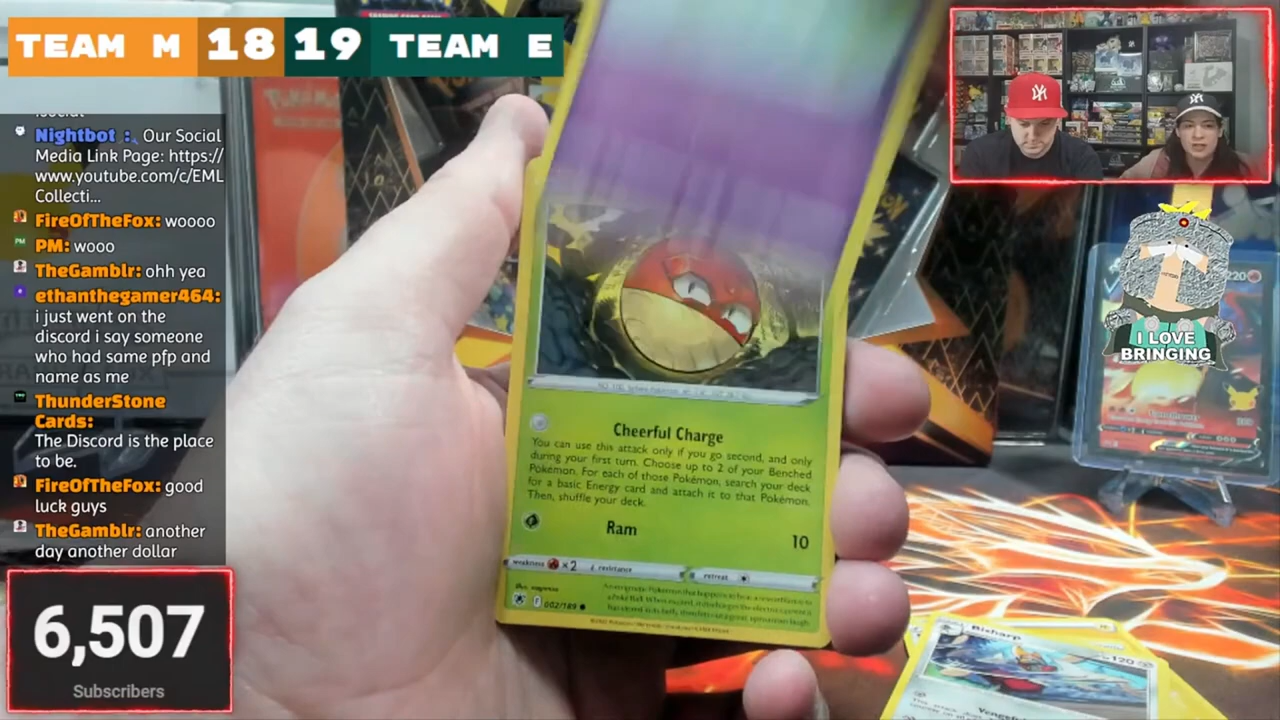 TEAM M 18 19 TEAM E
Nightbot : Our Social
Media Link Page: https://
www.youtube.com/c/EML
Collecti...
FireOfTheFox: woooo
PM: wooo
TheGamblr: ohh yea
ethanthegamer464:
i just went on the
discord i say someone
who had same pfp and
name as me
ThunderStone
Cards:
The Discord is the place
to be.
FireOfTheFox: good
luck guys
TheGamblr: another
day another dollar
6,507
Subscribers
Cheerful Charge
You can use this attack only if you go second, and only
during your first turn. Choose up to 2 of your Benched
Pokémon. For each of those Pokémon, search your deck
for a basic Energy card and attach it to that Pokémon.
Then, shuffle your deck.
Ram 10
weakness ×2 resistance retreat
002/189
I LOVE
BRINGING
Bisharp
120